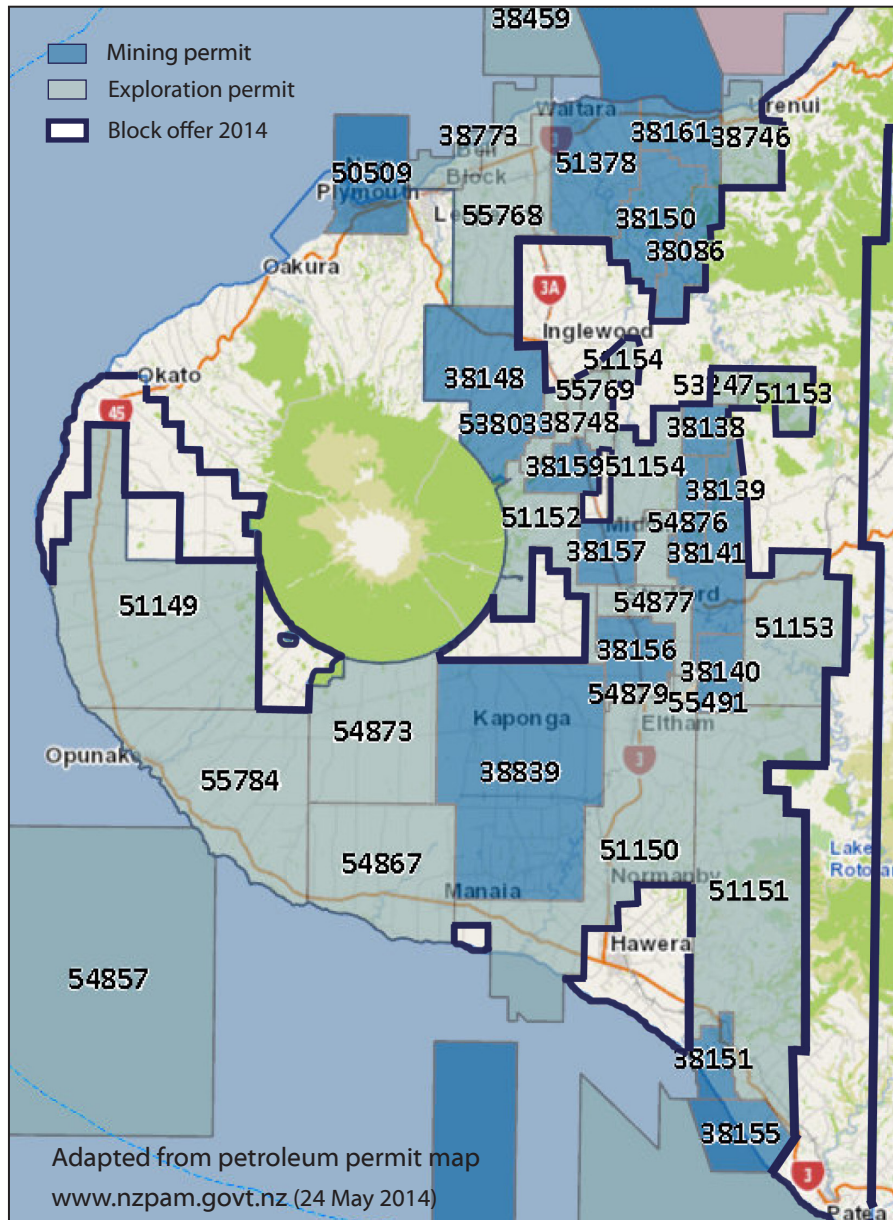 38459
Mining permit
Exploration permit
Block offer 2014
Waitara
Urenui
38773
38161
38746
3
51378
Bell
Block
50509
Plymouth
55768
38150
38086
Oakura
3A
Inglewood
51154
Okato
38148
55769
53247
51153
45
53803
38748
38138
38159
51154
38139
51152
54876
38157
38141
51149
54877
51153
38156
38140
54879
55491
Kaponga
Eltham
54873
Opunake
38839
3
55784
51150
Lake
54867
Normanby
51151
Manaia
Hawera
54857
38151
38155
Adapted from petroleum permit map
www.nzpam.govt.nz (24 May 2014)
3
Patea